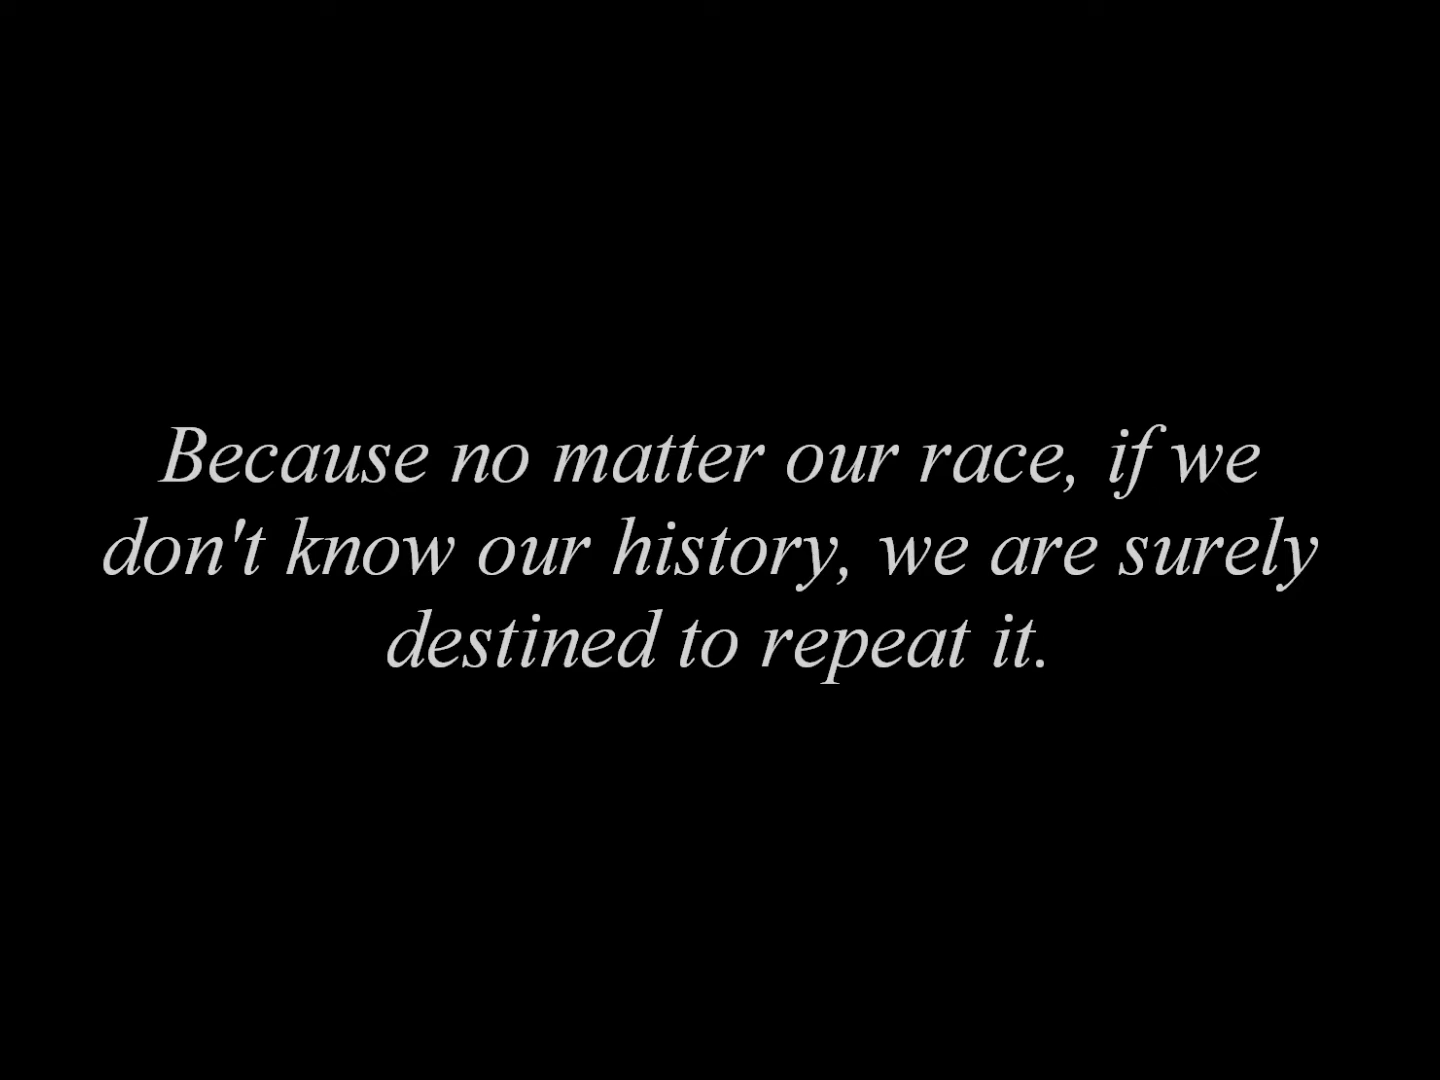 Because no matter our race, if we
don't know our history, we are surely
destined to repeat it.